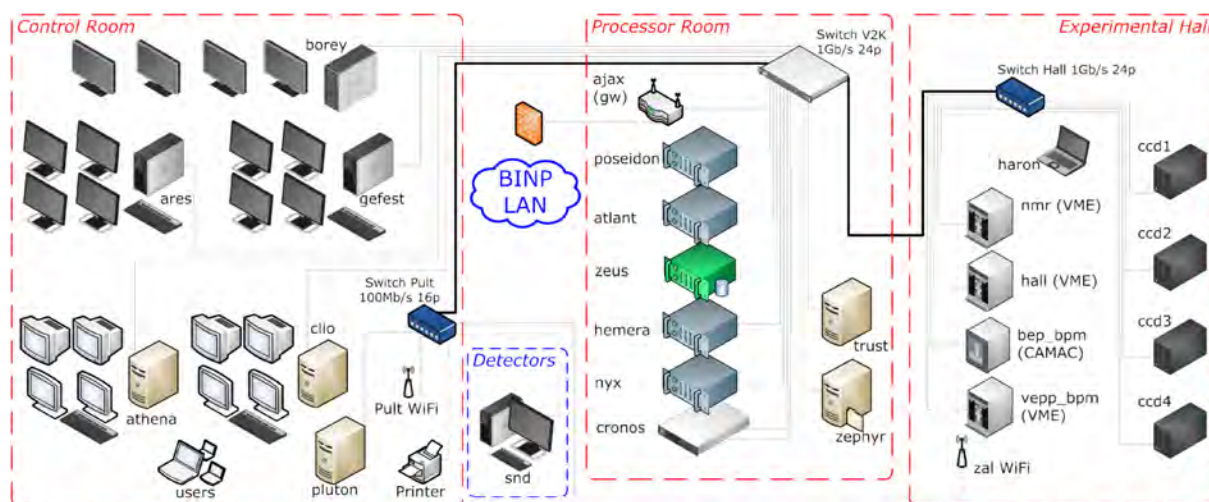 Control Room
borey
ares
gefest
Switch Pult
100Mb/s 16p
clio
athena
Pult WiFi
users
pluton
Printer
BINP
LAN
Detectors
snd
Processor Room
Switch V2K
1Gb/s 24p
ajax
(gw)
poseidon
atlant
zeus
hemera
nyx
cronos
trust
zephyr
Experimental Hall
Switch Hall 1Gb/s 24p
haron
ccd1
nmr (VME)
ccd2
hall (VME)
bep_bpm
(CAMAC)
ccd3
vepp_bpm
(VME)
ccd4
zal WiFi